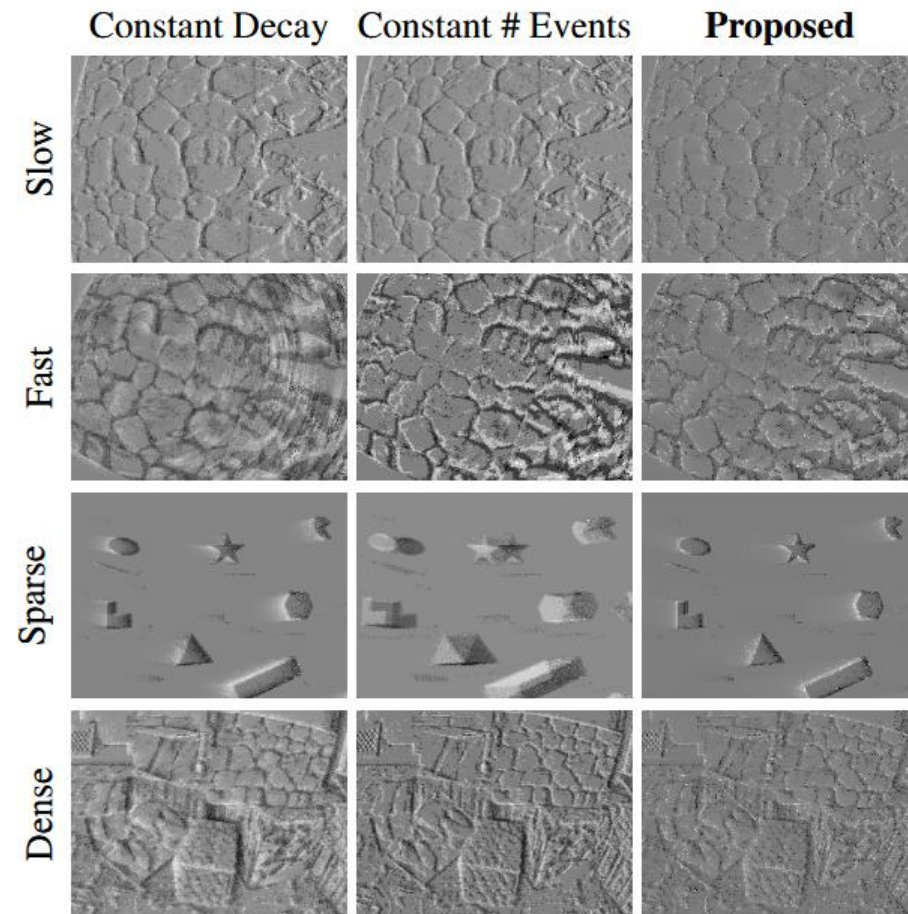 Constant Decay Constant # Events Proposed
Slow
Fast
Sparse
Dense